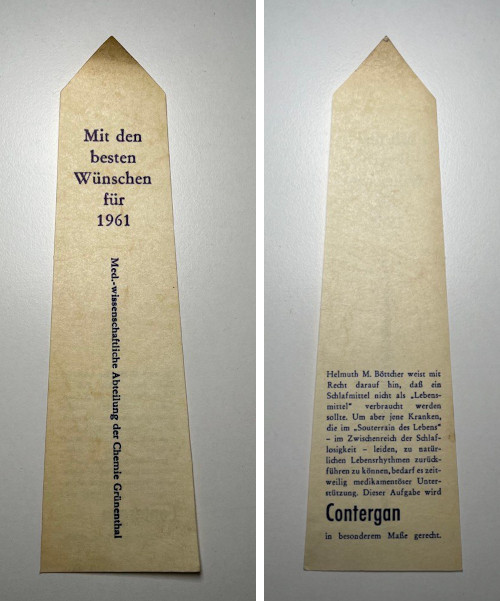 Mit den
besten
Wünschen
für
1961
Med.-wissenschaftliche Abteilung der Chemie Grünenthal
Helmuth M. Böttcher weist mit
Recht darauf hin, daß ein
Schlafmittel nicht als „Lebens-
mittel" verbraucht werden
sollte. Um aber jene Kranken,
die im „Souterrain des Lebens"
– im Zwischenreich der Schlaf-
losigkeit – leiden, zu natür-
lichen Lebensrhythmen zurück-
führen zu können, bedarf es zeit-
weilig medikamentöser Unter-
stützung. Dieser Aufgabe wird
Contergan
in besonderem Maße gerecht.